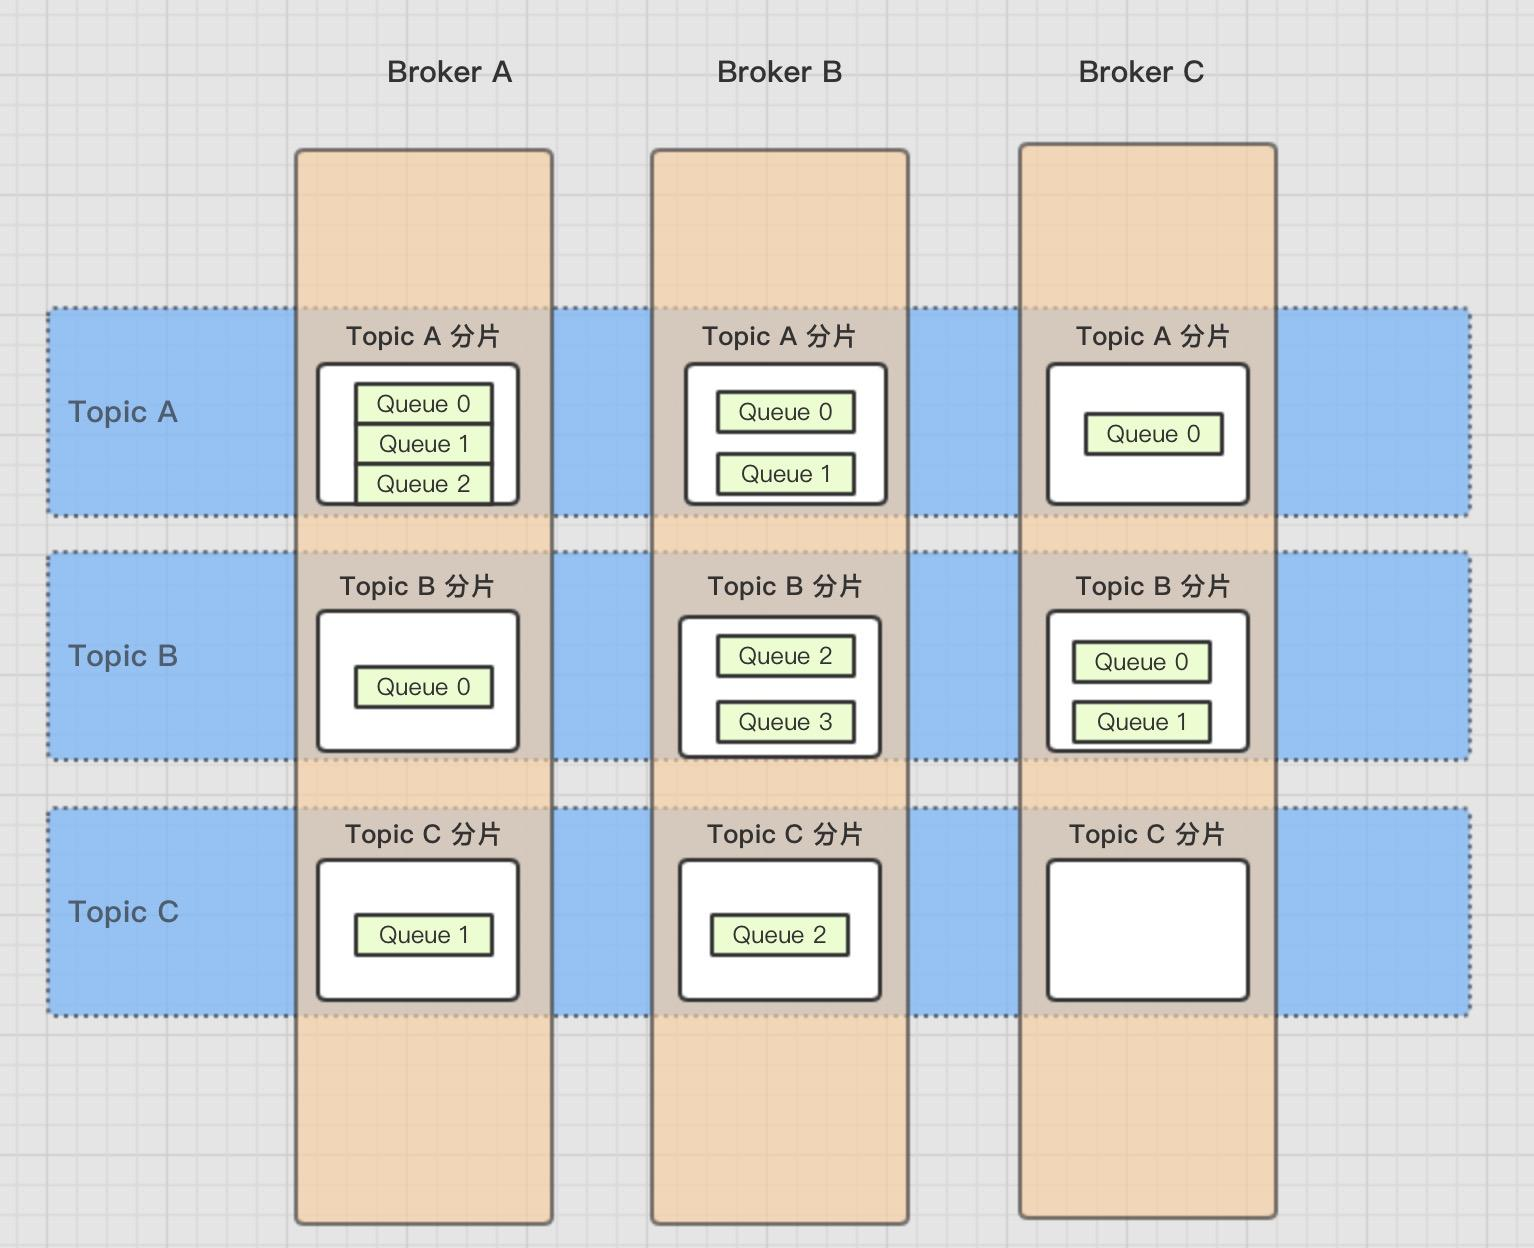 Broker A
Broker B
Broker C
Topic A
Topic A 分片
Queue 0
Queue 1
Queue 2
Topic A 分片
Queue 0
Queue 1
Topic A 分片
Queue 0
Topic B
Topic B 分片
Queue 0
Topic B 分片
Queue 2
Queue 3
Topic B 分片
Queue 0
Queue 1
Topic C
Topic C 分片
Queue 1
Topic C 分片
Queue 2
Topic C 分片